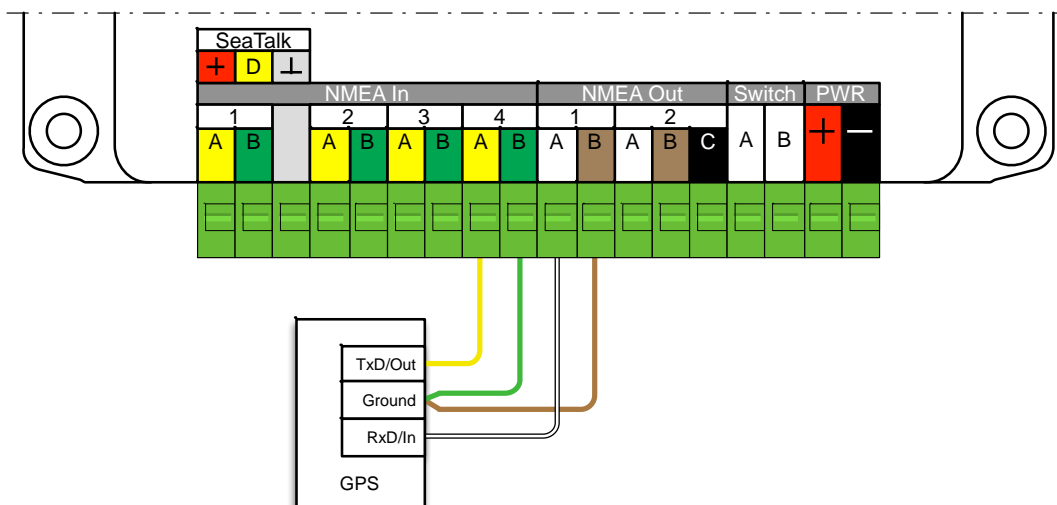 SeaTalk
+ D ⊥
NMEA In NMEA Out Switch PWR
1 2 3 4 1 2
A B A B A B A B A B A B C A B + −
TxD/Out
Ground
RxD/In
GPS